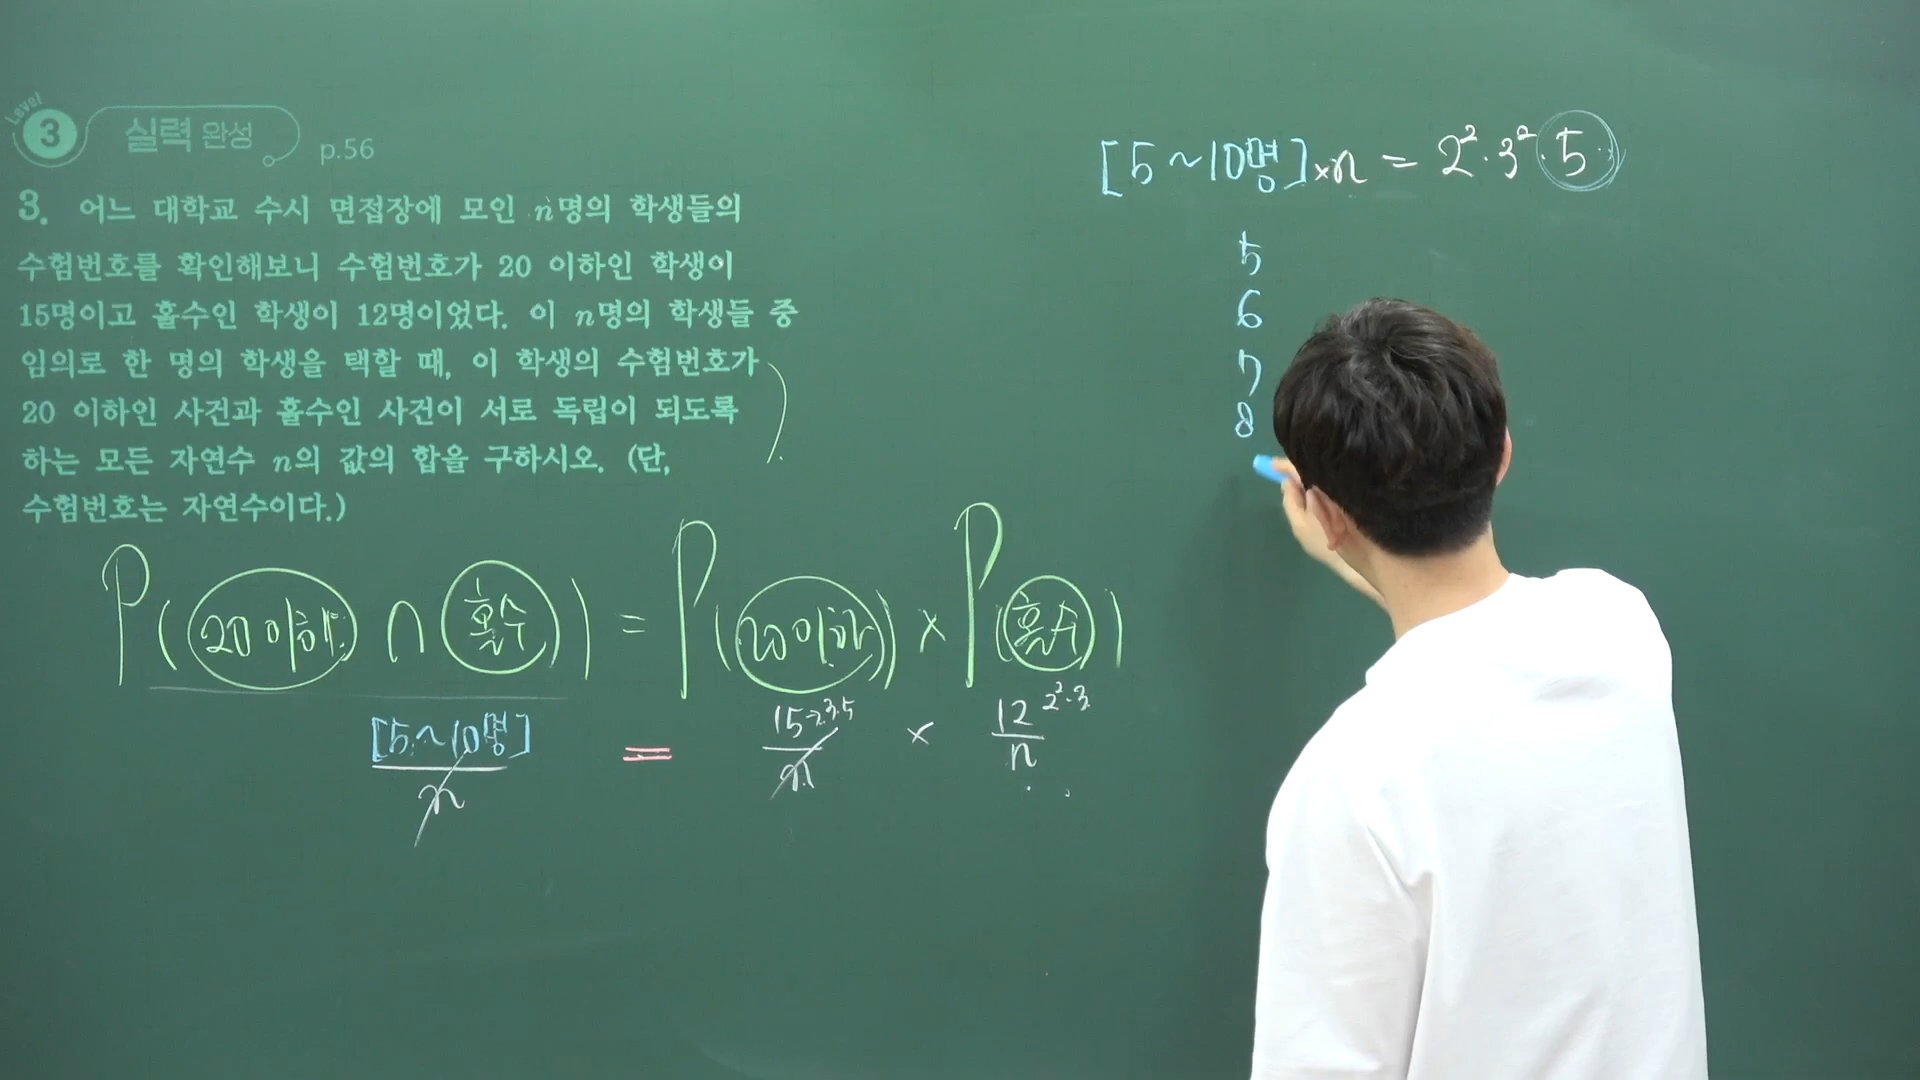 Level 3 실력 완성 p.56
3. 어느 대학교 수시 면접장에 모인 n명의 학생들의
수험번호를 확인해보니 수험번호가 20 이하인 학생이
15명이고 홀수인 학생이 12명이었다. 이 n명의 학생들 중
임의로 한 명의 학생을 택할 때, 이 학생의 수험번호가
20 이하인 사건과 홀수인 사건이 서로 독립이 되도록
하는 모든 자연수 n의 값의 합을 구하시오. (단,
수험번호는 자연수이다.)
P(20이하 ∩ 홀수) = P(20이하) × P(홀수)
[5~10명]/n = 15/n × 12/n
2²·3
[5~10명]×n = 2²·3²·5
5
6
7
8